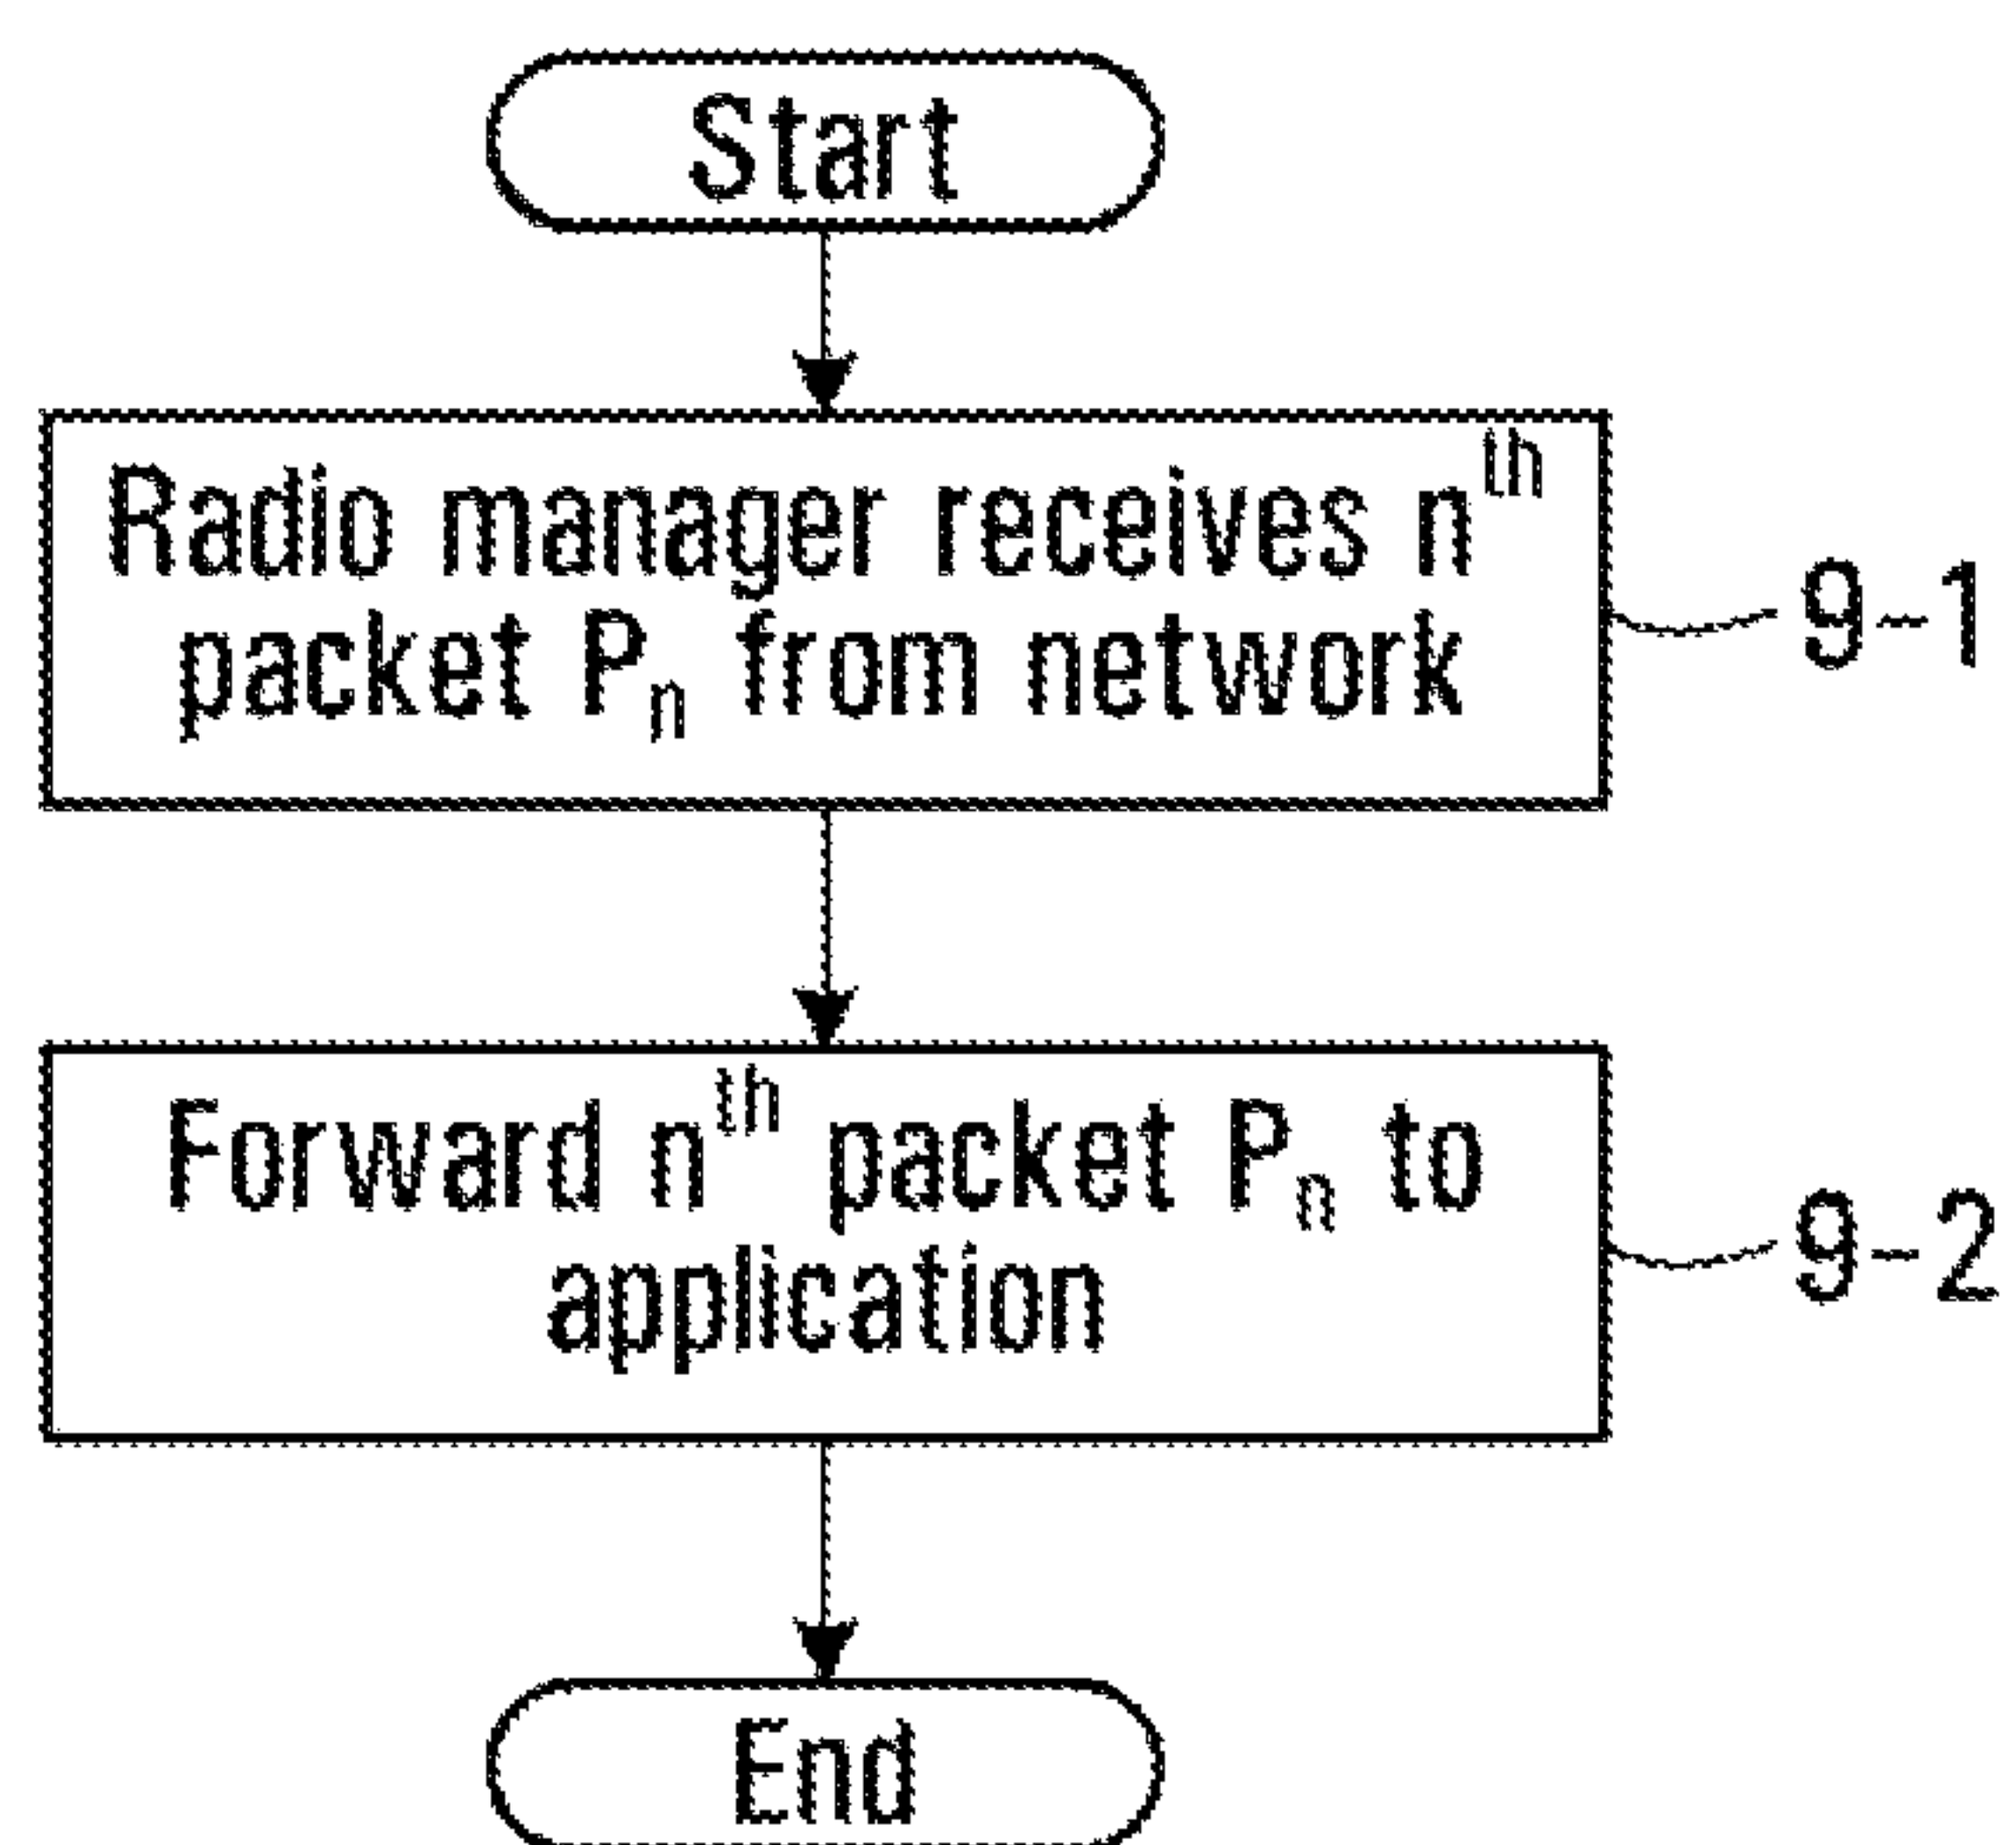 Start
Radio manager receives nth
packet Pn from network
9-1
Forward nth packet Pn to
application
9-2
End